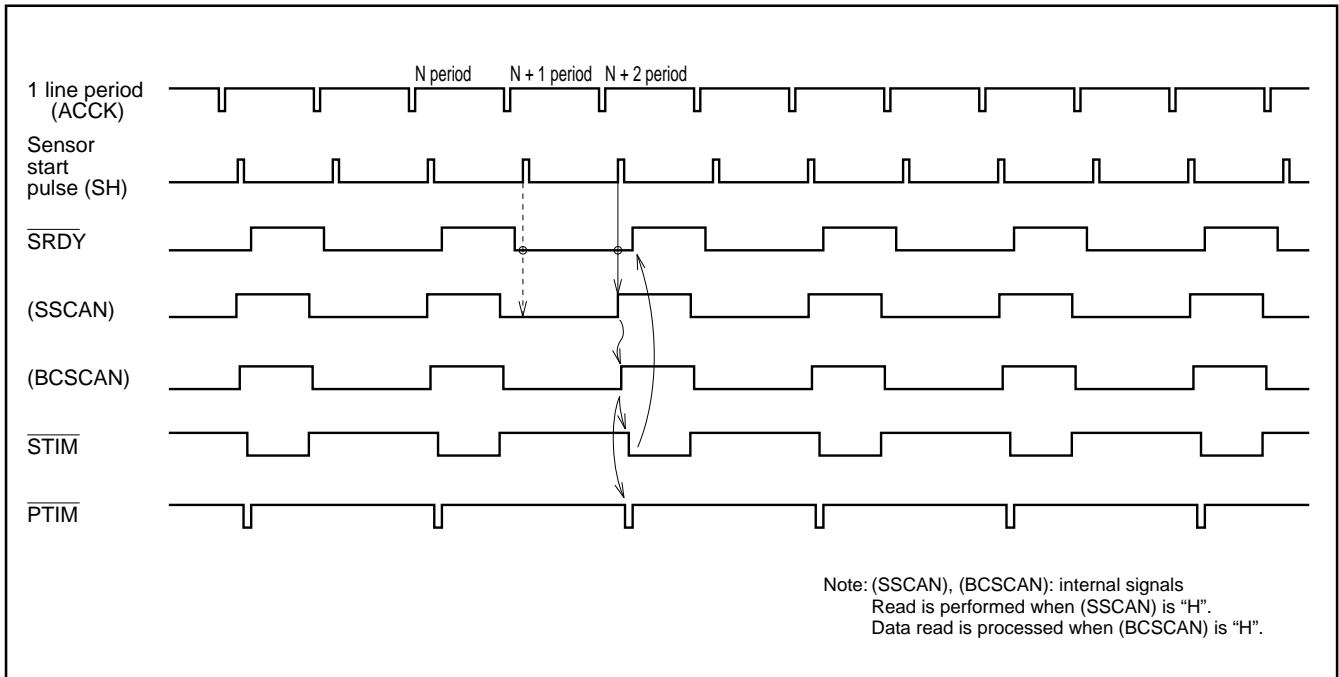 N period N + 1 period N + 2 period
1 line period
(ACCK)
Sensor
start
pulse (SH)
SRDY
(SSCAN)
(BCSCAN)
STIM
PTIM
Note: (SSCAN), (BCSCAN): internal signals
Read is performed when (SSCAN) is “H”.
Data read is processed when (BCSCAN) is “H”.